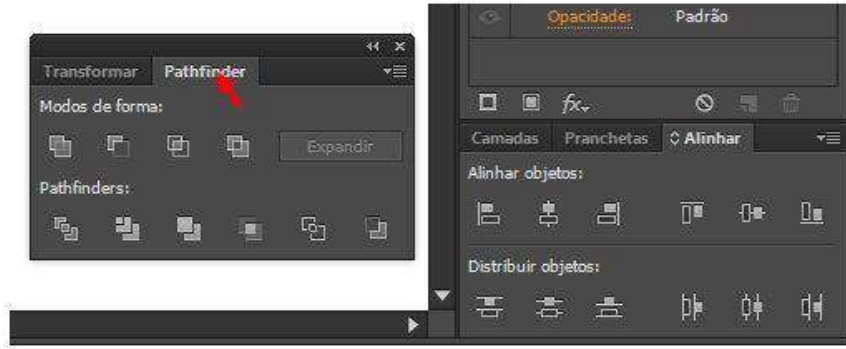 Opacidade: Padrão
Transformar Pathfinder
Modos de forma:
Expandir
Pathfinders:
fx
Camadas Pranchetas Alinhar
Alinhar objetos:
Distribuir objetos: